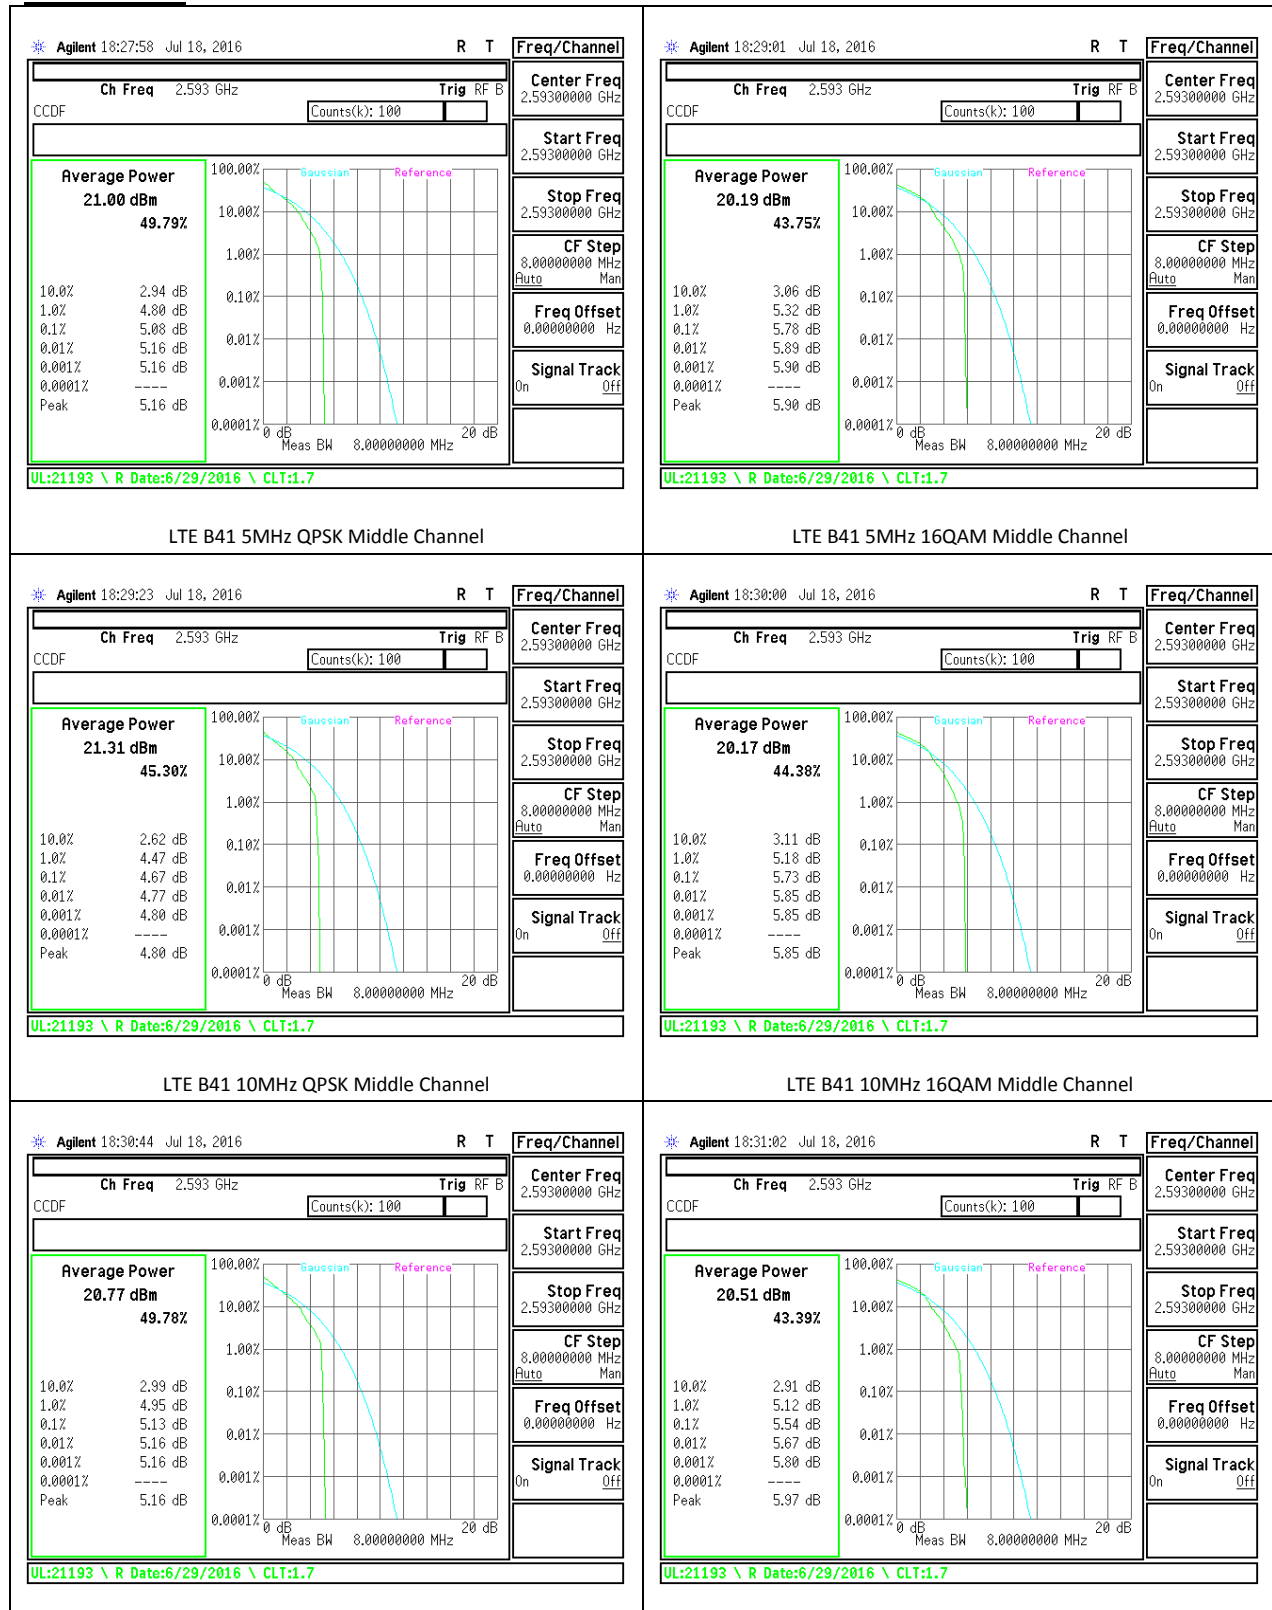 Agilent 18:27:58 Jul 18, 2016 R T
Freq/Channel
Ch Freq 2.593 GHz Trig RF B
CCDF Counts(k): 100
Center Freq
2.59300000 GHz
Start Freq
2.59300000 GHz
Stop Freq
2.59300000 GHz
CF Step
8.00000000 MHz
Auto Man
Freq Offset
0.00000000 Hz
Signal Track
On Off
Average Power
21.00 dBm
49.79%
10.0% 2.94 dB
1.0% 4.80 dB
0.1% 5.08 dB
0.01% 5.16 dB
0.001% 5.16 dB
0.0001% ----
Peak 5.16 dB
Gaussian Reference
100.00%
10.00%
1.00%
0.10%
0.01%
0.001%
0.0001%
0 dB 20 dB
Meas BW 8.00000000 MHz
UL:21193 \ R Date:6/29/2016 \ CLT:1.7
LTE B41 5MHz QPSK Middle Channel
Agilent 18:29:01 Jul 18, 2016 R T
Freq/Channel
Ch Freq 2.593 GHz Trig RF B
CCDF Counts(k): 100
Center Freq
2.59300000 GHz
Start Freq
2.59300000 GHz
Stop Freq
2.59300000 GHz
CF Step
8.00000000 MHz
Auto Man
Freq Offset
0.00000000 Hz
Signal Track
On Off
Average Power
20.19 dBm
43.75%
10.0% 3.06 dB
1.0% 5.32 dB
0.1% 5.78 dB
0.01% 5.89 dB
0.001% 5.90 dB
0.0001% ----
Peak 5.90 dB
Gaussian Reference
100.00%
10.00%
1.00%
0.10%
0.01%
0.001%
0.0001%
0 dB 20 dB
Meas BW 8.00000000 MHz
UL:21193 \ R Date:6/29/2016 \ CLT:1.7
LTE B41 5MHz 16QAM Middle Channel
Agilent 18:29:23 Jul 18, 2016 R T
Freq/Channel
Ch Freq 2.593 GHz Trig RF B
CCDF Counts(k): 100
Center Freq
2.59300000 GHz
Start Freq
2.59300000 GHz
Stop Freq
2.59300000 GHz
CF Step
8.00000000 MHz
Auto Man
Freq Offset
0.00000000 Hz
Signal Track
On Off
Average Power
21.31 dBm
45.30%
10.0% 2.62 dB
1.0% 4.47 dB
0.1% 4.67 dB
0.01% 4.77 dB
0.001% 4.80 dB
0.0001% ----
Peak 4.80 dB
Gaussian Reference
100.00%
10.00%
1.00%
0.10%
0.01%
0.001%
0.0001%
0 dB 20 dB
Meas BW 8.00000000 MHz
UL:21193 \ R Date:6/29/2016 \ CLT:1.7
LTE B41 10MHz QPSK Middle Channel
Agilent 18:30:00 Jul 18, 2016 R T
Freq/Channel
Ch Freq 2.593 GHz Trig RF B
CCDF Counts(k): 100
Center Freq
2.59300000 GHz
Start Freq
2.59300000 GHz
Stop Freq
2.59300000 GHz
CF Step
8.00000000 MHz
Auto Man
Freq Offset
0.00000000 Hz
Signal Track
On Off
Average Power
20.17 dBm
44.38%
10.0% 3.11 dB
1.0% 5.18 dB
0.1% 5.73 dB
0.01% 5.85 dB
0.001% 5.85 dB
0.0001% ----
Peak 5.85 dB
Gaussian Reference
100.00%
10.00%
1.00%
0.10%
0.01%
0.001%
0.0001%
0 dB 20 dB
Meas BW 8.00000000 MHz
UL:21193 \ R Date:6/29/2016 \ CLT:1.7
LTE B41 10MHz 16QAM Middle Channel
Agilent 18:30:44 Jul 18, 2016 R T
Freq/Channel
Ch Freq 2.593 GHz Trig RF B
CCDF Counts(k): 100
Center Freq
2.59300000 GHz
Start Freq
2.59300000 GHz
Stop Freq
2.59300000 GHz
CF Step
8.00000000 MHz
Auto Man
Freq Offset
0.00000000 Hz
Signal Track
On Off
Average Power
20.77 dBm
49.78%
10.0% 2.99 dB
1.0% 4.95 dB
0.1% 5.13 dB
0.01% 5.16 dB
0.001% 5.16 dB
0.0001% ----
Peak 5.16 dB
Gaussian Reference
100.00%
10.00%
1.00%
0.10%
0.01%
0.001%
0.0001%
0 dB 20 dB
Meas BW 8.00000000 MHz
UL:21193 \ R Date:6/29/2016 \ CLT:1.7
Agilent 18:31:02 Jul 18, 2016 R T
Freq/Channel
Ch Freq 2.593 GHz Trig RF B
CCDF Counts(k): 100
Center Freq
2.59300000 GHz
Start Freq
2.59300000 GHz
Stop Freq
2.59300000 GHz
CF Step
8.00000000 MHz
Auto Man
Freq Offset
0.00000000 Hz
Signal Track
On Off
Average Power
20.51 dBm
43.39%
10.0% 2.91 dB
1.0% 5.12 dB
0.1% 5.54 dB
0.01% 5.67 dB
0.001% 5.80 dB
0.0001% ----
Peak 5.97 dB
Gaussian Reference
100.00%
10.00%
1.00%
0.10%
0.01%
0.001%
0.0001%
0 dB 20 dB
Meas BW 8.00000000 MHz
UL:21193 \ R Date:6/29/2016 \ CLT:1.7